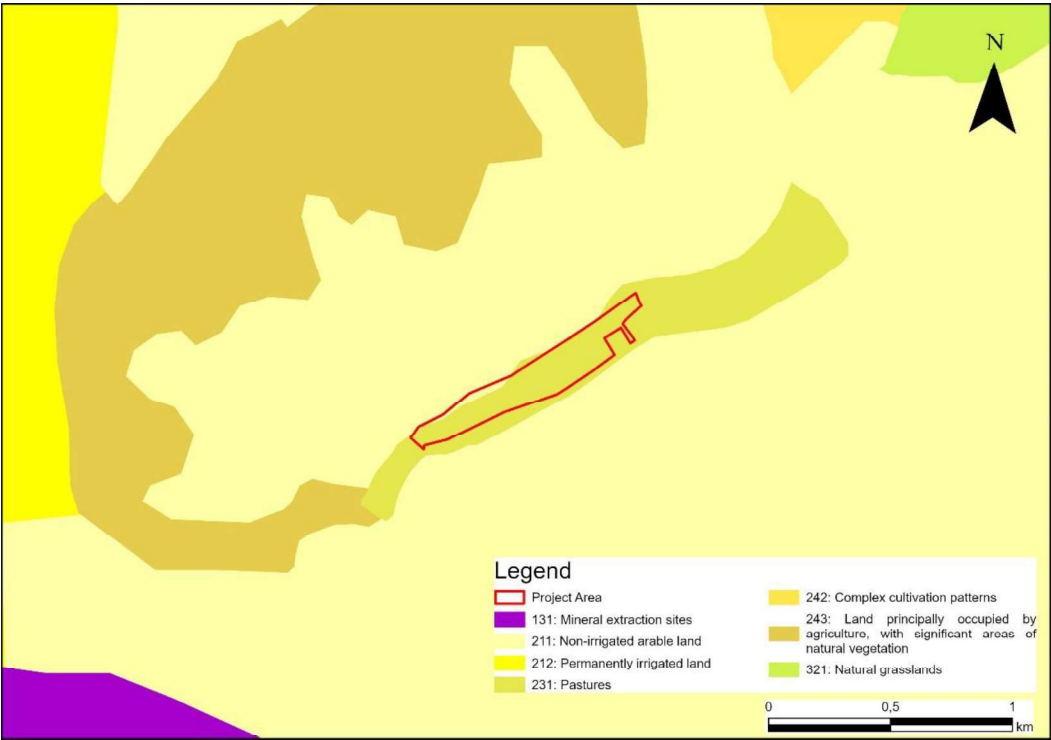 N
Legend
Project Area
131: Mineral extraction sites
211: Non-irrigated arable land
212: Permanently irrigated land
231: Pastures
242: Complex cultivation patterns
243: Land principally occupied by
agriculture, with significant areas of
natural vegetation
321: Natural grasslands
0 0,5 1
km